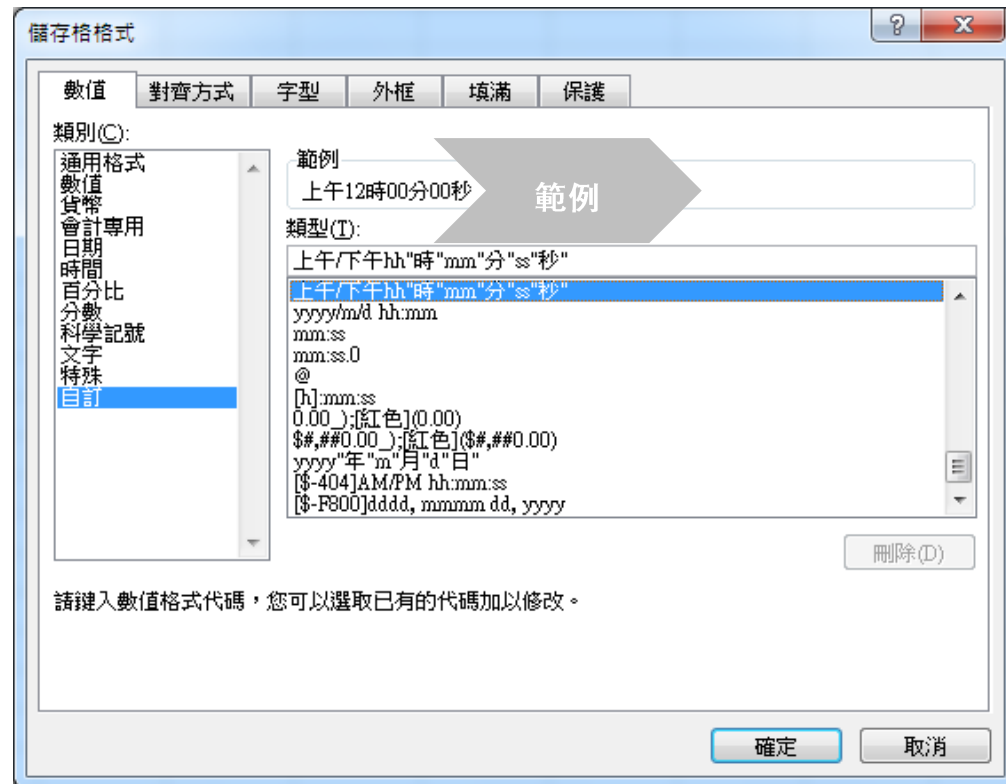 儲存格格式
數值 對齊方式 字型 外框 填滿 保護
類別(C):
通用格式
數值
貨幣
會計專用
日期
時間
百分比
分數
科學記號
文字
特殊
自訂
範例
上午12時00分00秒
範例
類型(T):
上午/下午hh"時"mm"分"ss"秒"
上午/下午hh"時"mm"分"ss"秒"
yyyy/m/d hh:mm
mm:ss
mm:ss.0
@
[h]:mm:ss
0.00_);[紅色](0.00)
$#,##0.00_);[紅色]($#,##0.00)
yyyy"年"m"月"d"日"
[$-404]AM/PM hh:mm:ss
[$-F800]dddd, mmmm dd, yyyy
刪除(D)
請鍵入數值格式代碼，您可以選取已有的代碼加以修改。
確定 取消